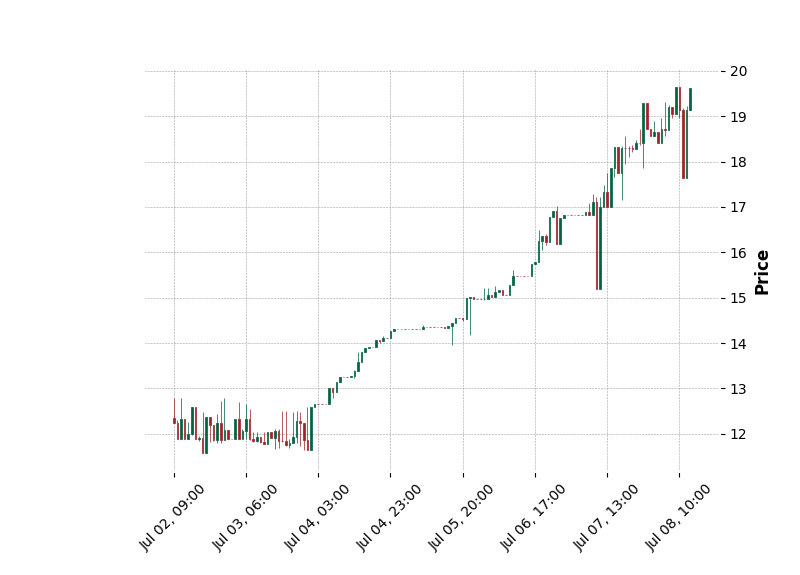 20
19
18
17
16
15
14
13
12
Price
Jul 02, 09:00
Jul 03, 06:00
Jul 04, 03:00
Jul 04, 23:00
Jul 05, 20:00
Jul 06, 17:00
Jul 07, 13:00
Jul 08, 10:00